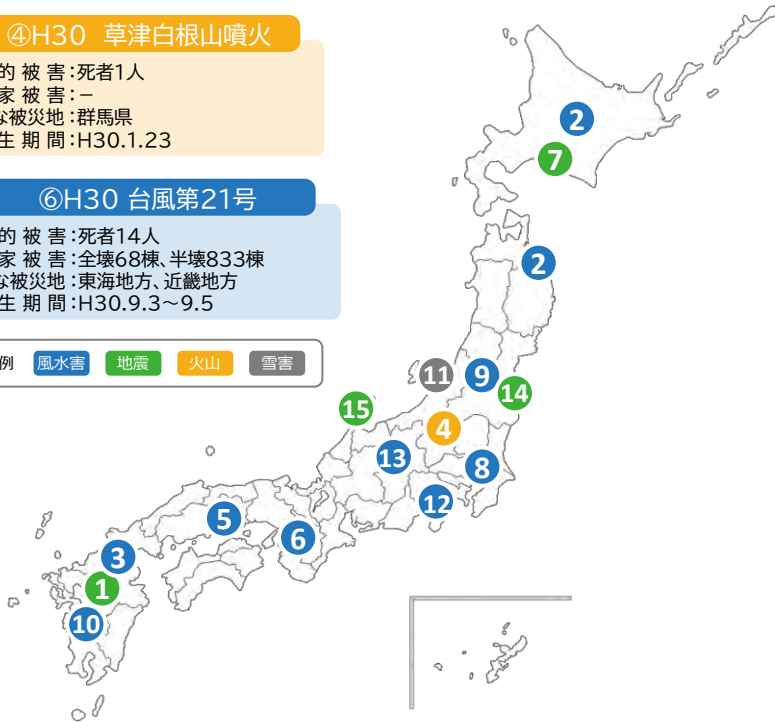 ④H30 草津白根山噴火
的 被 害：死者1人
家 被 害：－
な被災地：群馬県
生 期 間：H30.1.23
⑥H30 台風第21号
的 被 害：死者14人
家 被 害：全壊68棟、半壊833棟
な被災地：東海地方、近畿地方
生 期 間：H30.9.3～9.5
例 風水害 地震 火山 雪害
2
7
2
11
9
14
15
4
13
8
12
5
6
3
1
10